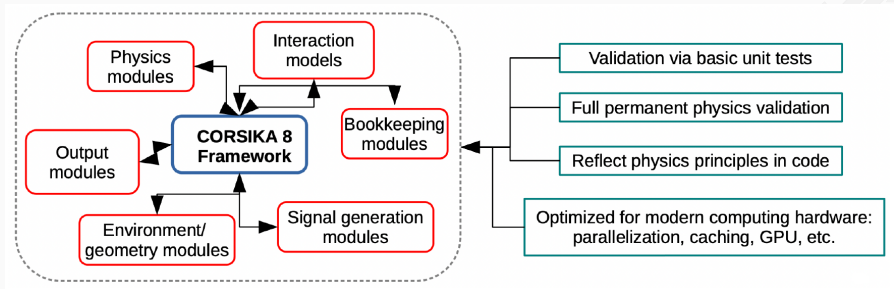 Physics
modules
Interaction
models
Bookkeeping
modules
CORSIKA 8
Framework
Output
modules
Environment/
geometry modules
Signal generation
modules
Validation via basic unit tests
Full permanent physics validation
Reflect physics principles in code
Optimized for modern computing hardware:
parallelization, caching, GPU, etc.